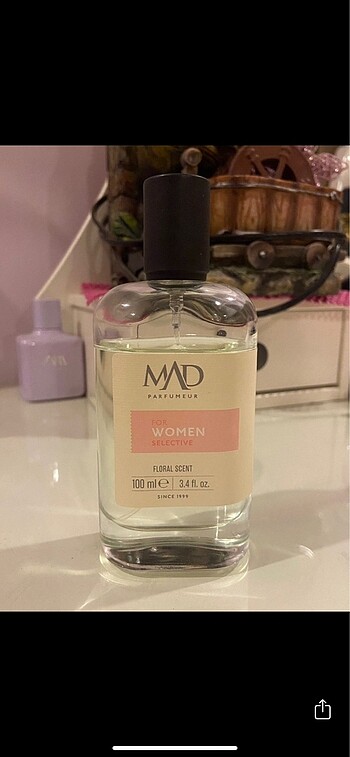 MAD
PARFUMEUR
FOR
WOMEN
SELECTIVE
FLORAL SCENT
100 ml ℮ | 3.4 fl. oz.
SINCE 1999